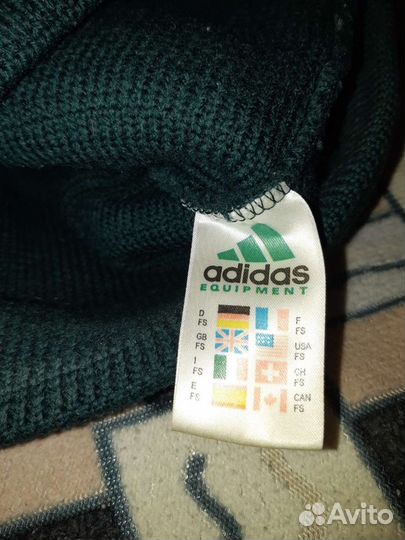 adidas
EQUIPMENT
D FS F FS
GB FS USA FS
I FS CH FS
E FS CAN FS
Avito